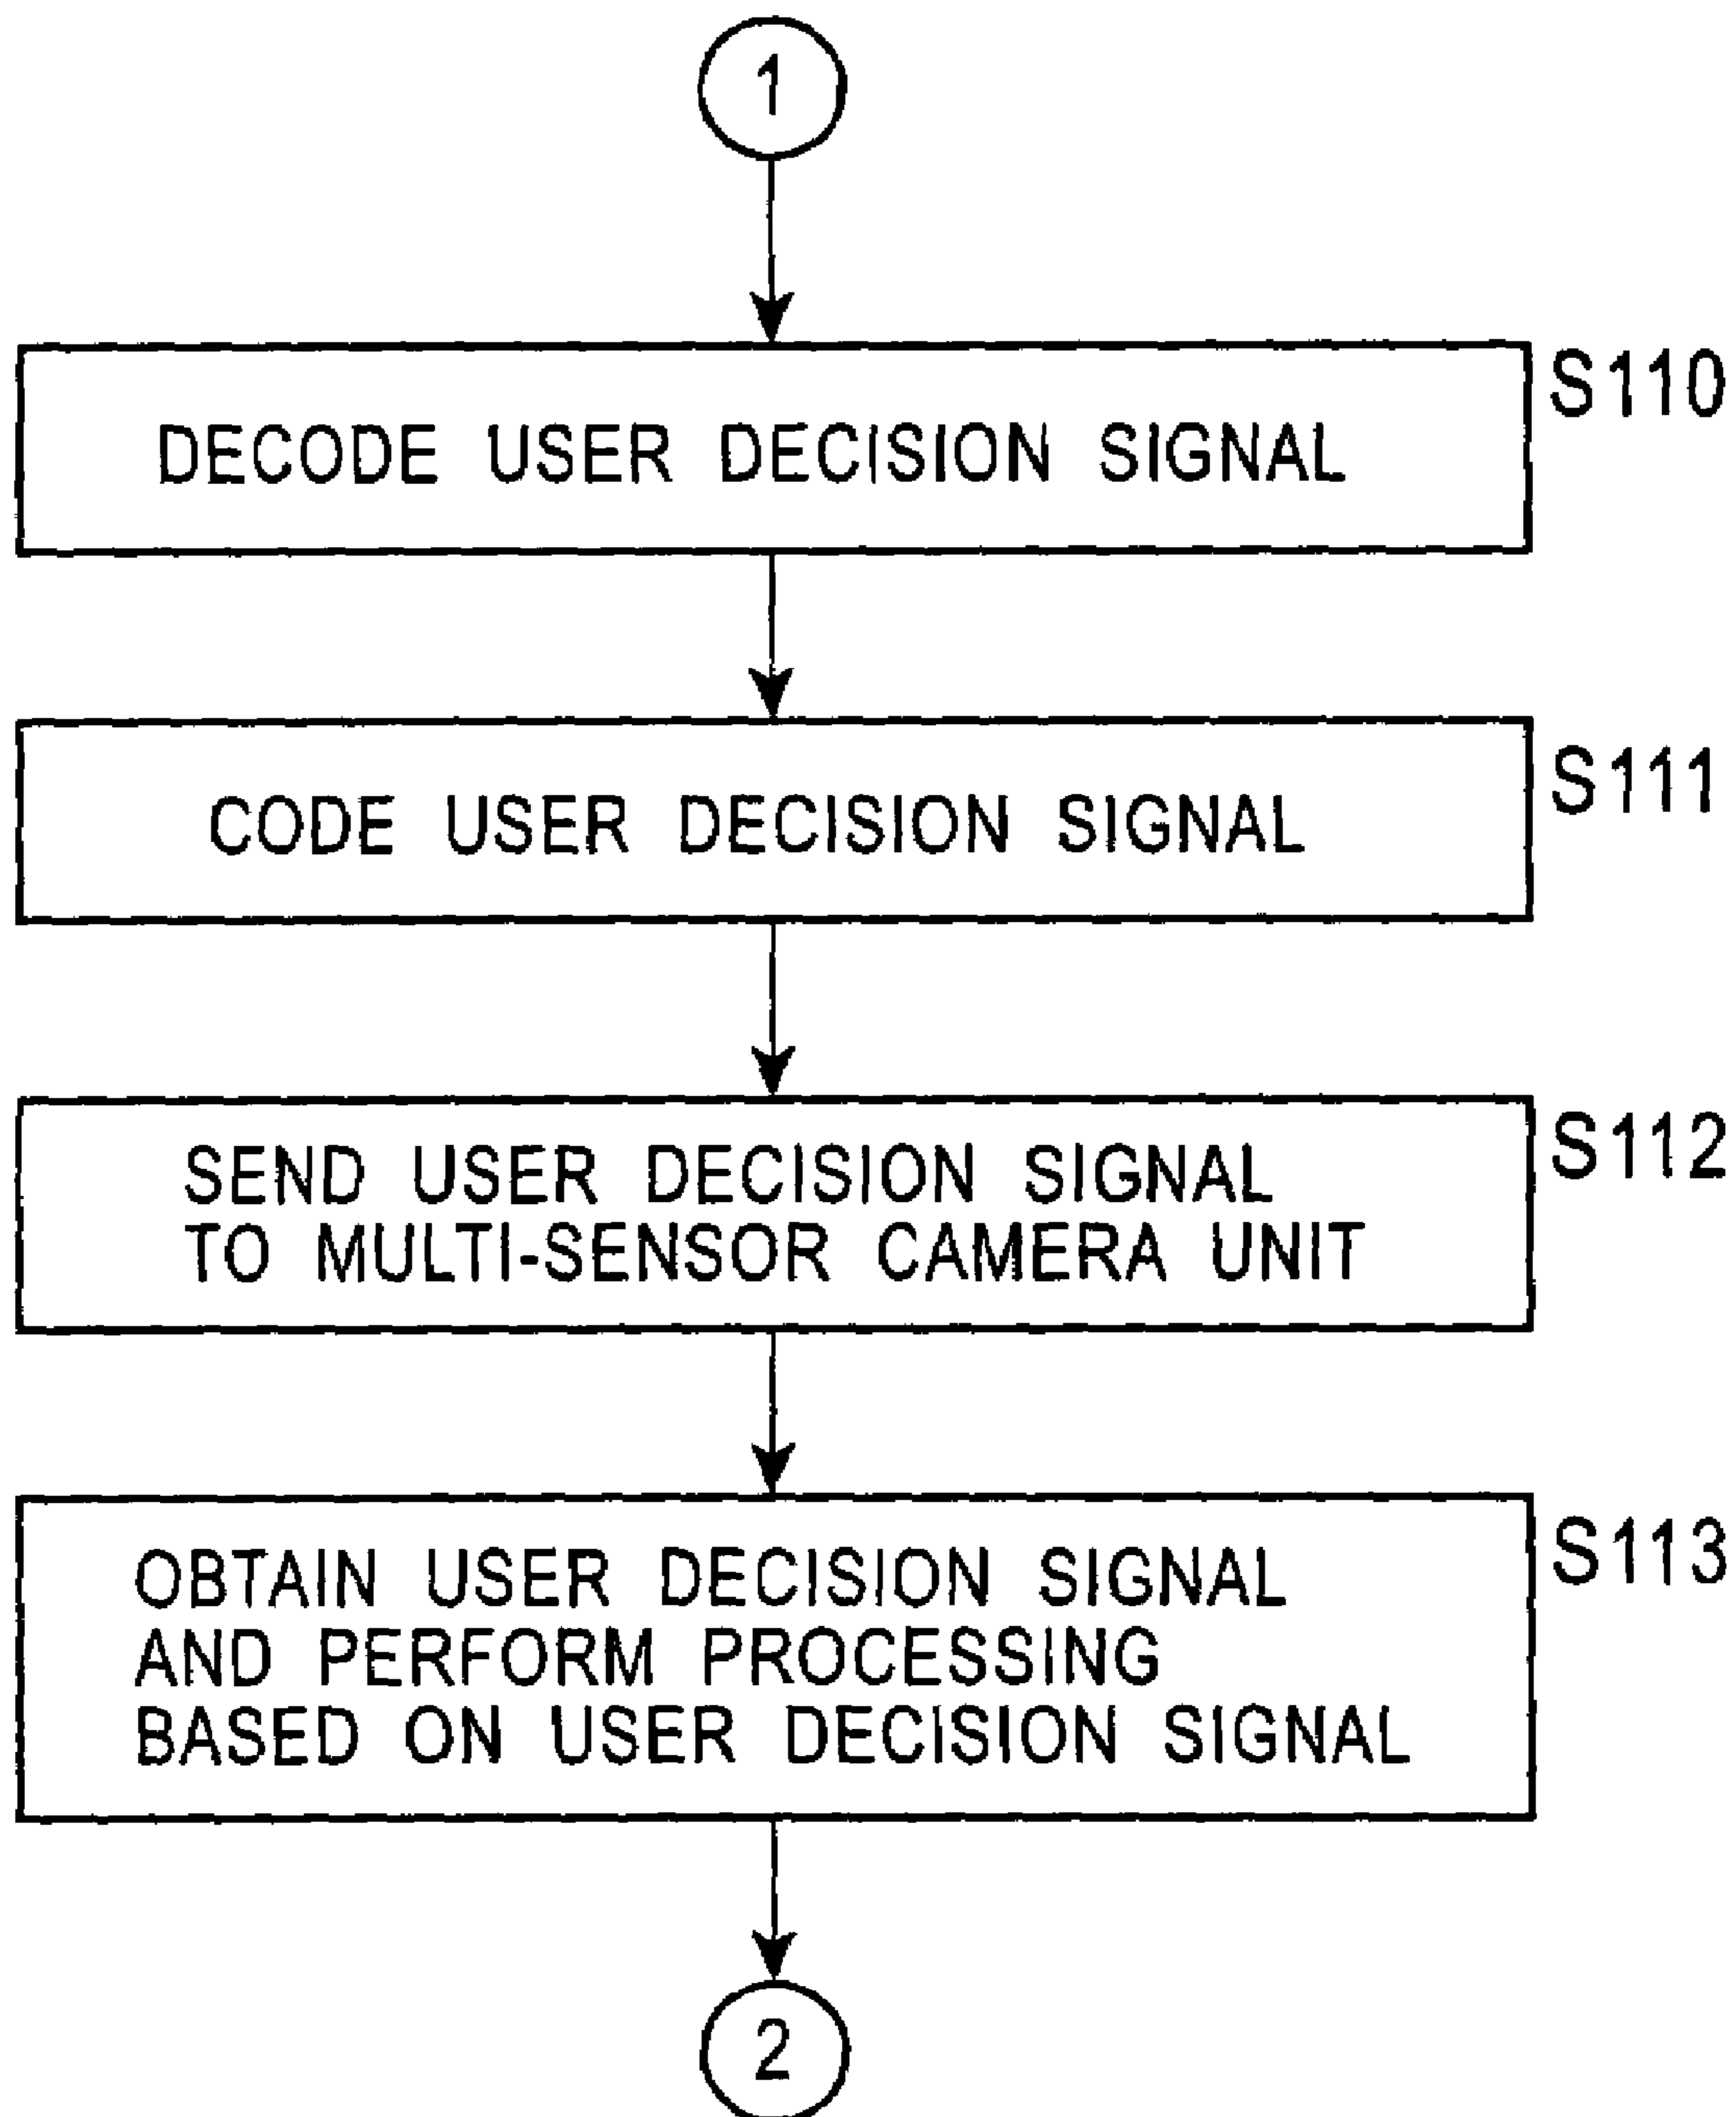 1
DECODE USER DECISION SIGNAL
S110
CODE USER DECISION SIGNAL
S111
SEND USER DECISION SIGNAL
TO MULTI-SENSOR CAMERA UNIT
S112
OBTAIN USER DECISION SIGNAL
AND PERFORM PROCESSING
BASED ON USER DECISION SIGNAL
S113
2